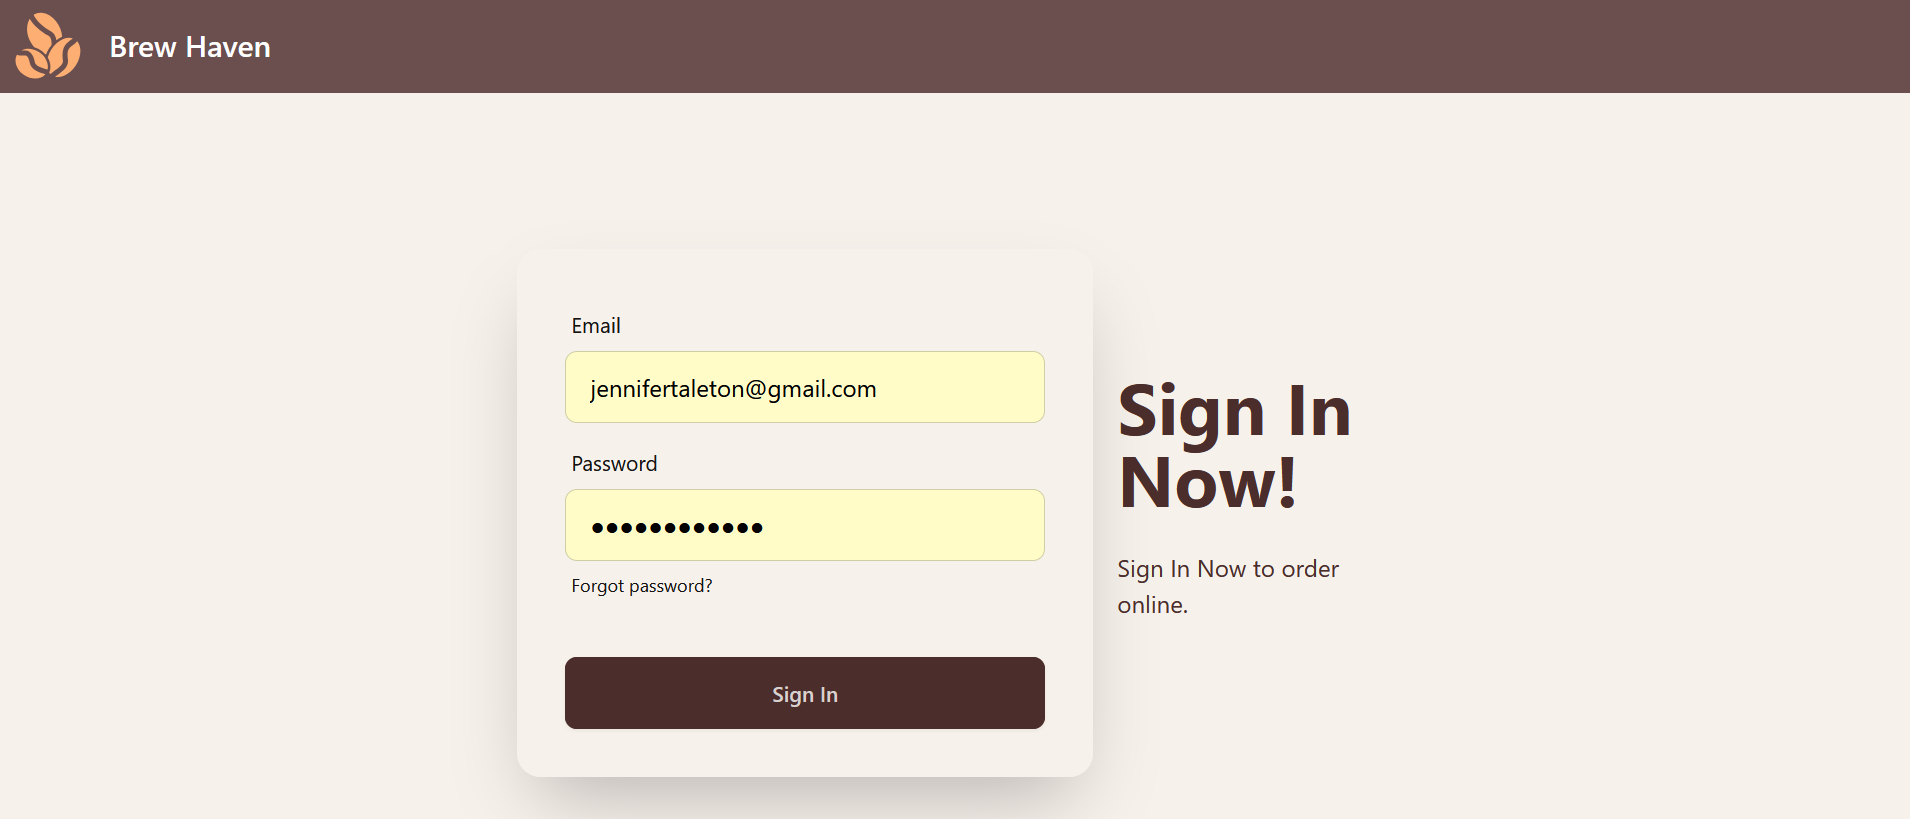 Brew Haven
Email
jennifertaleton@gmail.com
Password
●●●●●●●●●●●●
Forgot password?
Sign In
Sign In
Now!
Sign In Now to order
online.